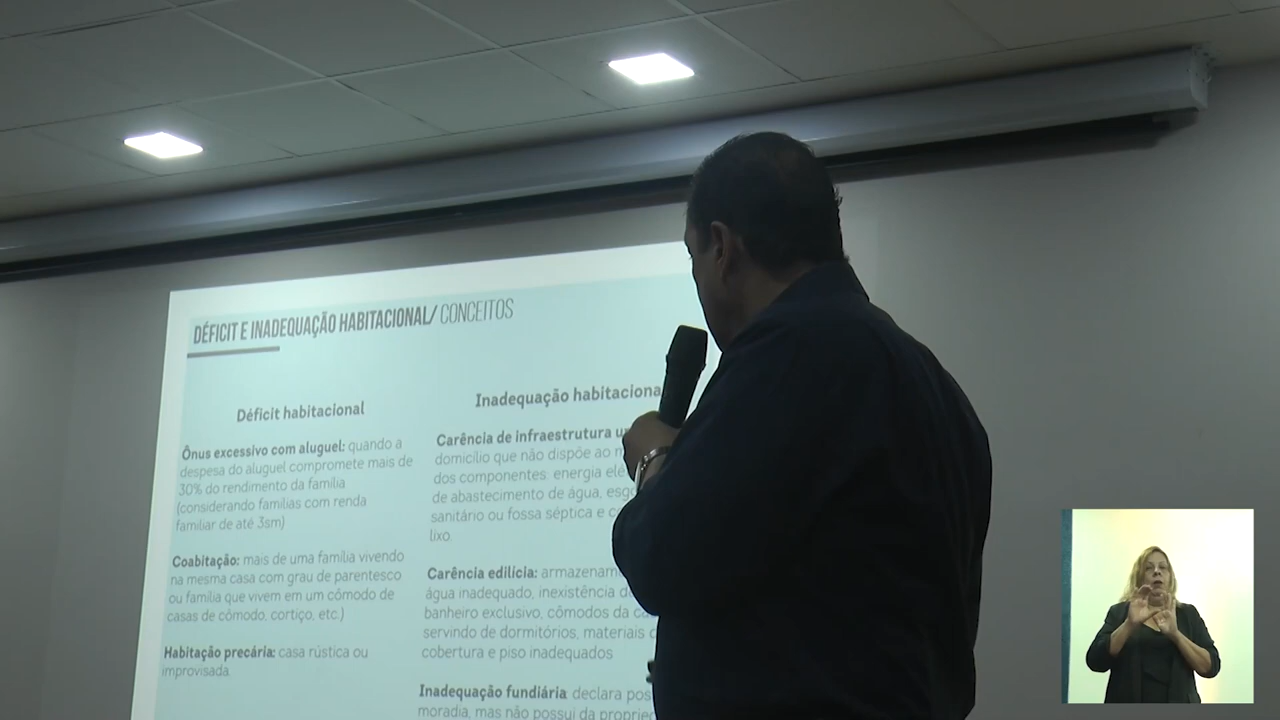 DÉFICIT E INADEQUAÇÃO HABITACIONAL/ CONCEITOS
Déficit habitacional
Ônus excessivo com aluguel: quando a
despesa do aluguel compromete mais de
30% do rendimento da família
(considerando famílias com renda
familiar de até 3sm)
Coabitação: mais de uma família vivendo
na mesma casa com grau de parentesco
ou família que vivem em um cômodo de
casas de cômodo, cortiço, etc.)
Habitação precária: casa rústica ou
improvisada.
Inadequação habitaciona
Carência de infraestrutura
domicílio que não dispõe ao
dos componentes: energia
de abastecimento de água,
sanitário ou fossa séptica e
lixo.
Carência edilícia:
água inadequado, inexistência
banheiro exclusivo, cômodos da
servindo de dormitórios, materiais
cobertura e piso inadequados
Inadequação fundiária: declara
moradia, mas não possui da